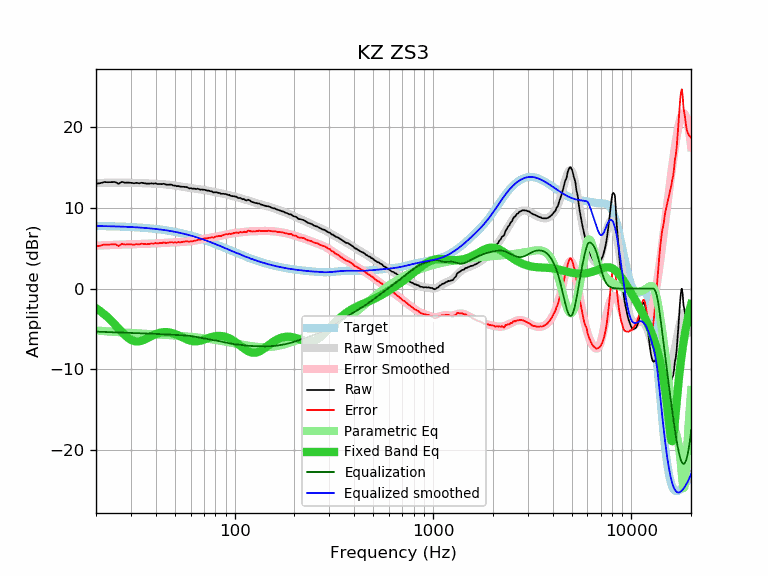 KZ ZS3
Amplitude (dBr)
20
10
0
−10
−20
Target
Raw Smoothed
Error Smoothed
Raw
Error
Parametric Eq
Fixed Band Eq
Equalization
Equalized smoothed
100
1000
10000
Frequency (Hz)